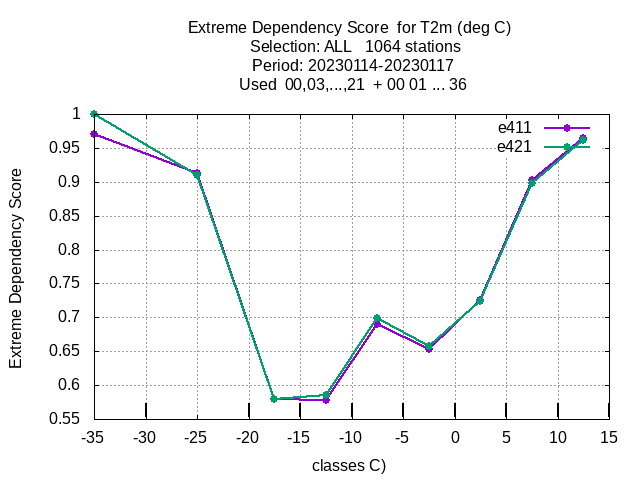 Extreme Dependency Score  for T2m (deg C)
Selection: ALL   1064 stations
Period: 20230114-20230117
Used  00,03,...,21  + 00 01 ... 36
e411
e421
Extreme Dependency Score
1
0.95
0.9
0.85
0.8
0.75
0.7
0.65
0.6
0.55
-35 -30 -25 -20 -15 -10 -5 0 5 10 15
classes C)